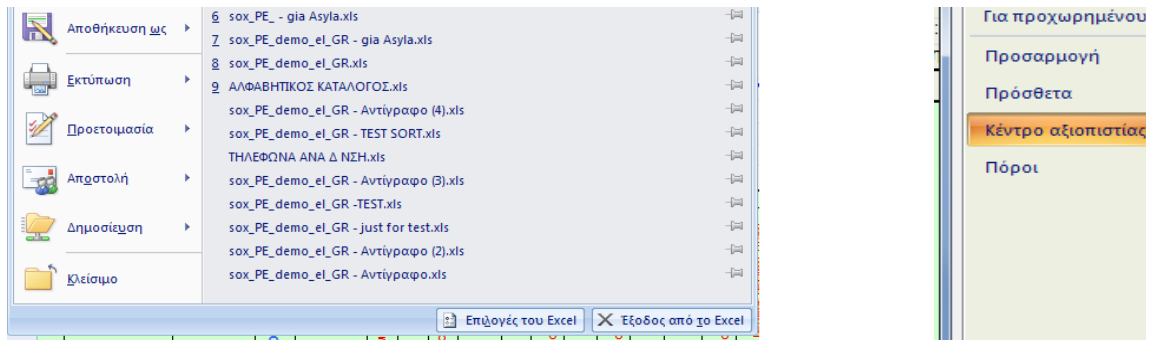 Αποθήκευση ως
Εκτύπωση
Προετοιμασία
Αποστολή
Δημοσίευση
Κλείσιμο
6 sox_PE_ - gia Asyla.xls
7 sox_PE_demo_el_GR - gia Asyla.xls
8 sox_PE_demo_el_GR.xls
9 ΑΛΦΑΒΗΤΙΚΟΣ ΚΑΤΑΛΟΓΟΣ.xls
sox_PE_demo_el_GR - Αντίγραφο (4).xls
sox_PE_demo_el_GR - TEST SORT.xls
ΤΗΛΕΦΩΝΑ ΑΝΑ Δ ΝΣΗ.xls
sox_PE_demo_el_GR - Αντίγραφο (3).xls
sox_PE_demo_el_GR -TEST.xls
sox_PE_demo_el_GR - just for test.xls
sox_PE_demo_el_GR - Αντίγραφο (2).xls
sox_PE_demo_el_GR - Αντίγραφο.xls
Επιλογές του Excel
Έξοδος από το Excel
Για προχωρημένου
Προσαρμογή
Πρόσθετα
Κέντρο αξιοπιστίας
Πόροι